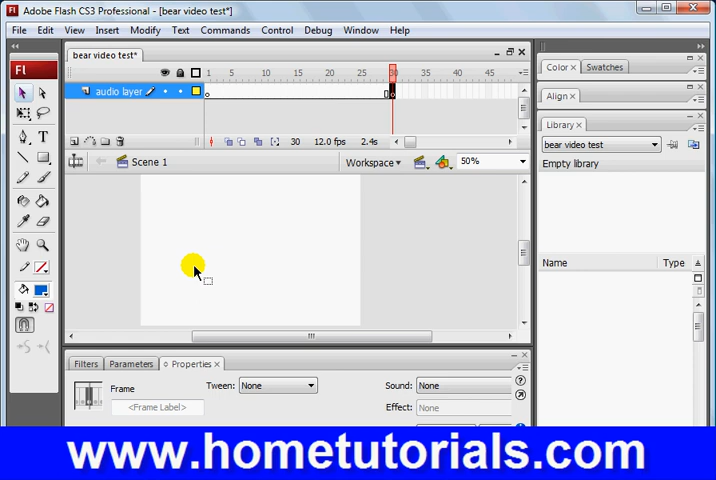 Adobe Flash CS3 Professional - [bear video test*]
File Edit View Insert Modify Text Commands Control Debug Window Help
bear video test*
Fl
1 5 10 15 20 25 30 35 40 45
audio layer
30 12.0 fps 2.4s
Scene 1 Workspace 50%
Color Swatches
Align
Library
bear video test
Empty library
Name Type
Filters Parameters Properties
Frame Tween: None Sound: None
<Frame Label> Effect: None
www.hometutorials.com